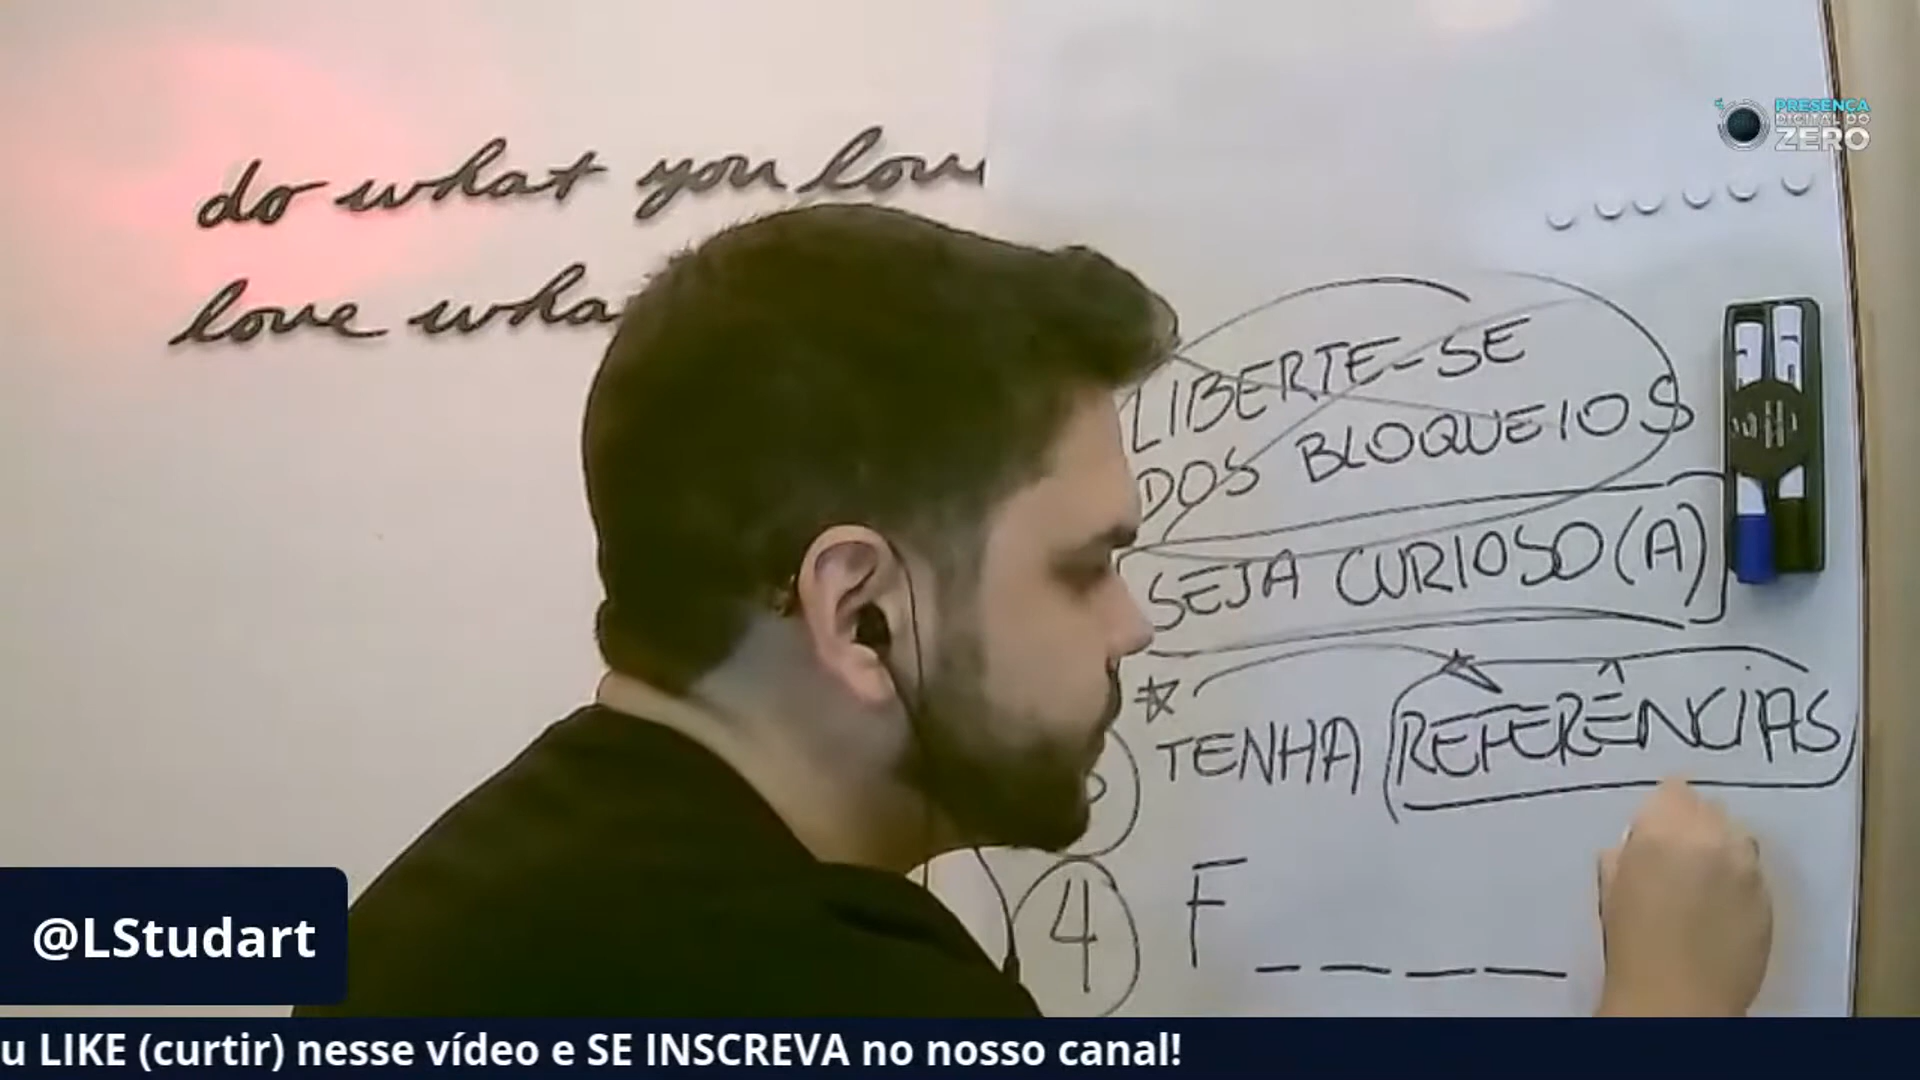 PRESENÇA
DIGITAL DO
ZERO
do what you love
love wha
LIBERTE-SE
DOS BLOQUEIOS
SEJA CURIOSO(A)
TENHA REFERÊNCIAS
4 F _ _ _ _
@LStudart
u LIKE (curtir) nesse vídeo e SE INSCREVA no nosso canal!